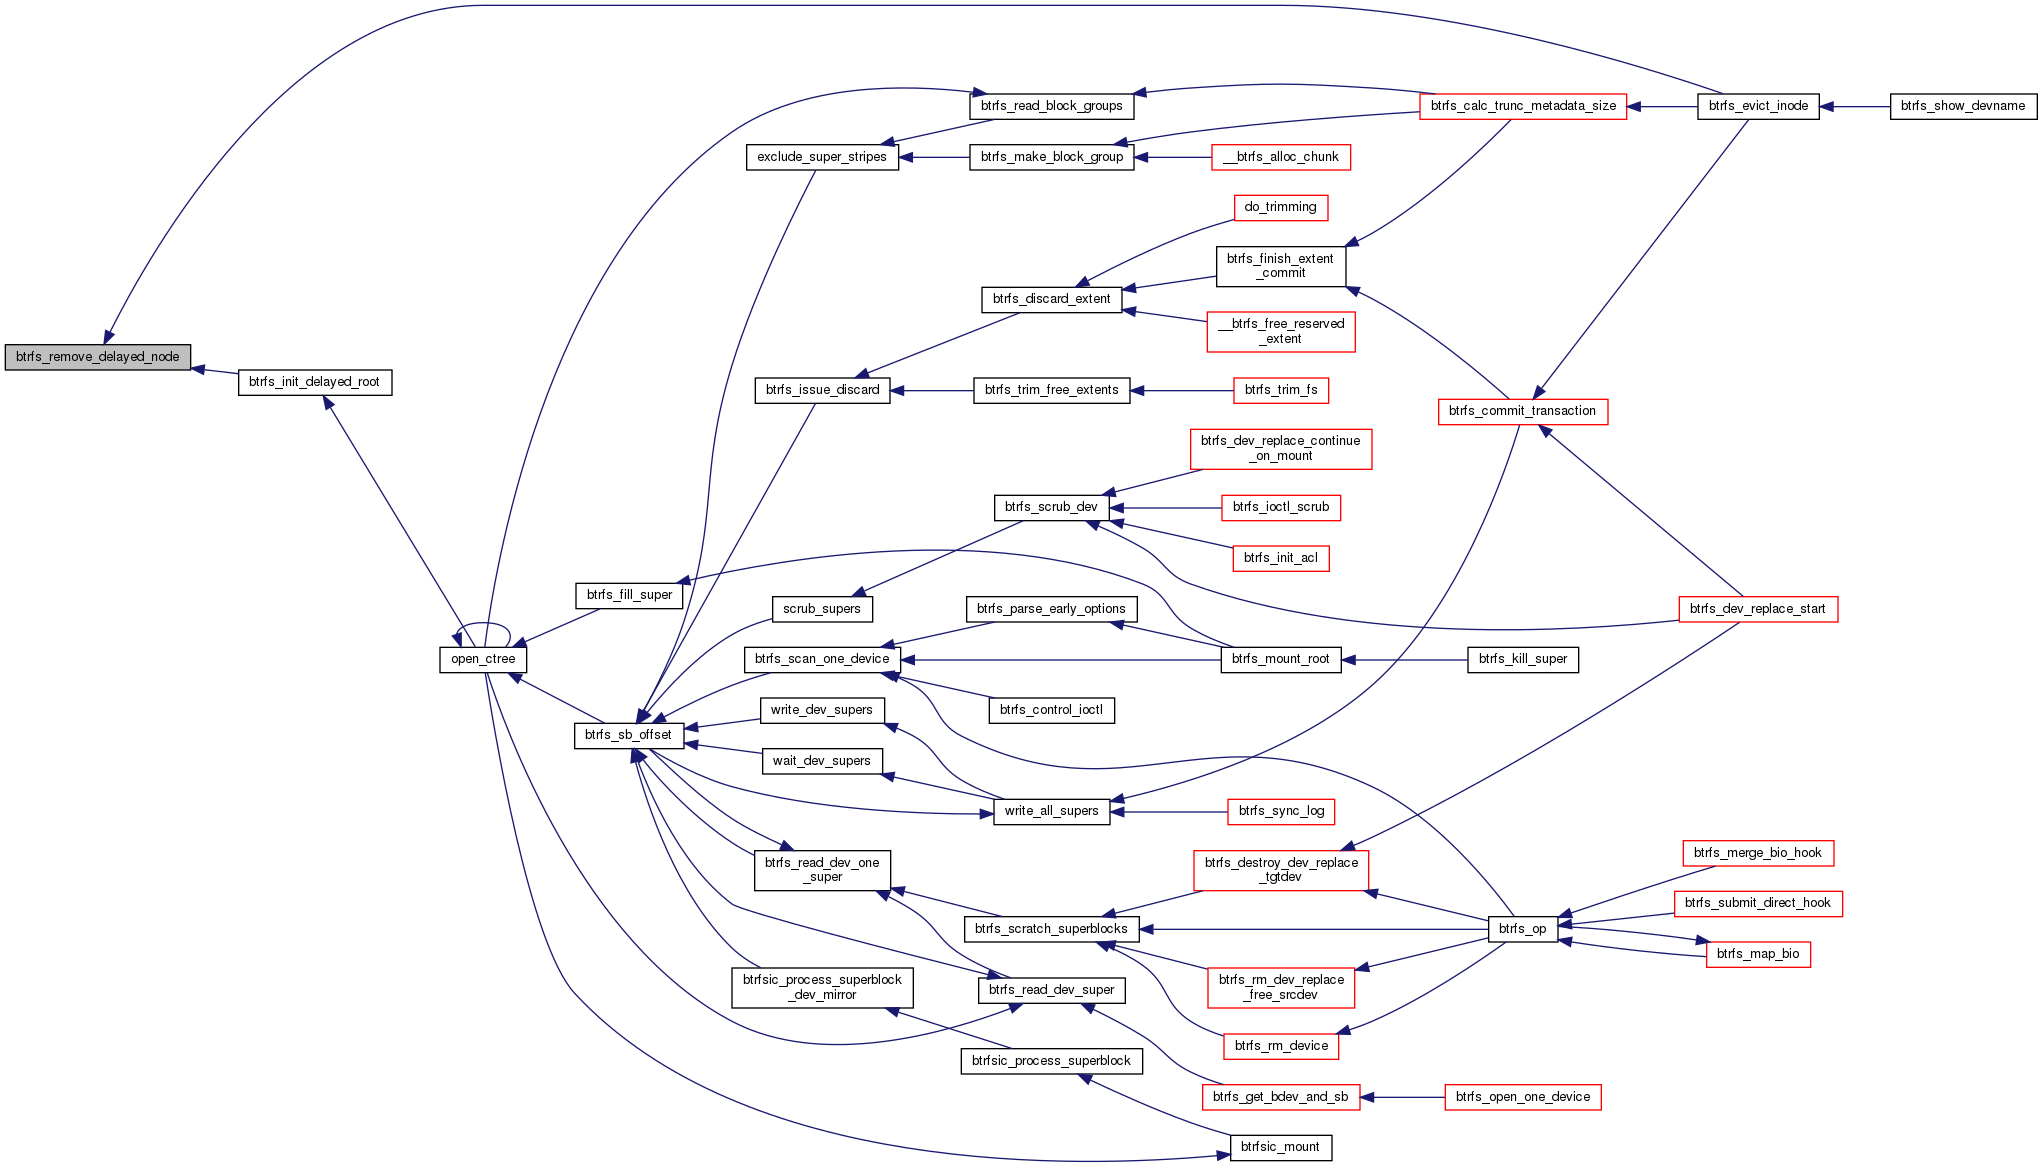 btrfs_read_block_groups
btrfs_calc_trunc_metadata_size
btrfs_evict_inode
btrfs_show_devname
exclude_super_stripes
btrfs_make_block_group
__btrfs_alloc_chunk
do_trimming
btrfs_finish_extent
_commit
btrfs_discard_extent
__btrfs_free_reserved
_extent
btrfs_remove_delayed_node
btrfs_init_delayed_root
btrfs_issue_discard
btrfs_trim_free_extents
btrfs_trim_fs
btrfs_commit_transaction
btrfs_dev_replace_continue
_on_mount
btrfs_scrub_dev
btrfs_ioctl_scrub
btrfs_init_acl
btrfs_fill_super
scrub_supers
btrfs_parse_early_options
btrfs_dev_replace_start
open_ctree
btrfs_scan_one_device
btrfs_mount_root
btrfs_kill_super
write_dev_supers
btrfs_control_ioctl
btrfs_sb_offset
wait_dev_supers
write_all_supers
btrfs_sync_log
btrfs_read_dev_one
_super
btrfs_destroy_dev_replace
_tgtdev
btrfs_merge_bio_hook
btrfs_submit_direct_hook
btrfs_scratch_superblocks
btrfs_op
btrfs_map_bio
btrfsic_process_superblock
_dev_mirror
btrfs_read_dev_super
btrfs_rm_dev_replace
_free_srcdev
btrfs_rm_device
btrfsic_process_superblock
btrfs_get_bdev_and_sb
btrfs_open_one_device
btrfsic_mount